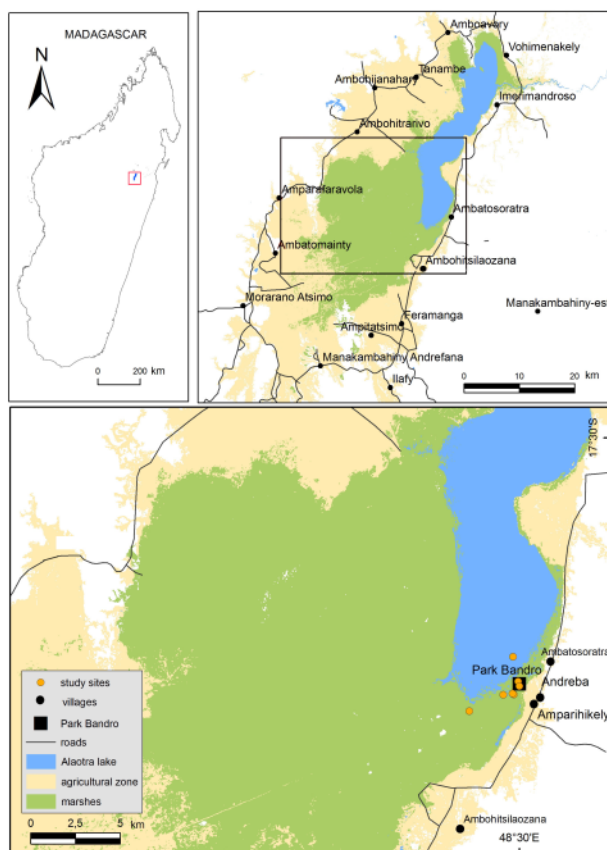 MADAGASCAR
N
0 200 km
Amboavory
Vohimenakely
Tanambe
Ambohijanahary
Imerimandroso
Ambohitrarivo
Amparafaravola
Ambatosoratra
Ambatomainty
Ambohitsilaozana
Morarano Atsimo
Manakambahiny-es
Feramanga
Ampitatsimo
Manakambahiny Andrefana
Ilafy
0 10 20 km
17°30'S
Ambatosoratra
Park Bandro
Andreba
Amparihikely
study sites
villages
Park Bandro
roads
Alaotra lake
agricultural zone
marshes
0 2,5 5 km
Ambohitsilaozana
48°30'E